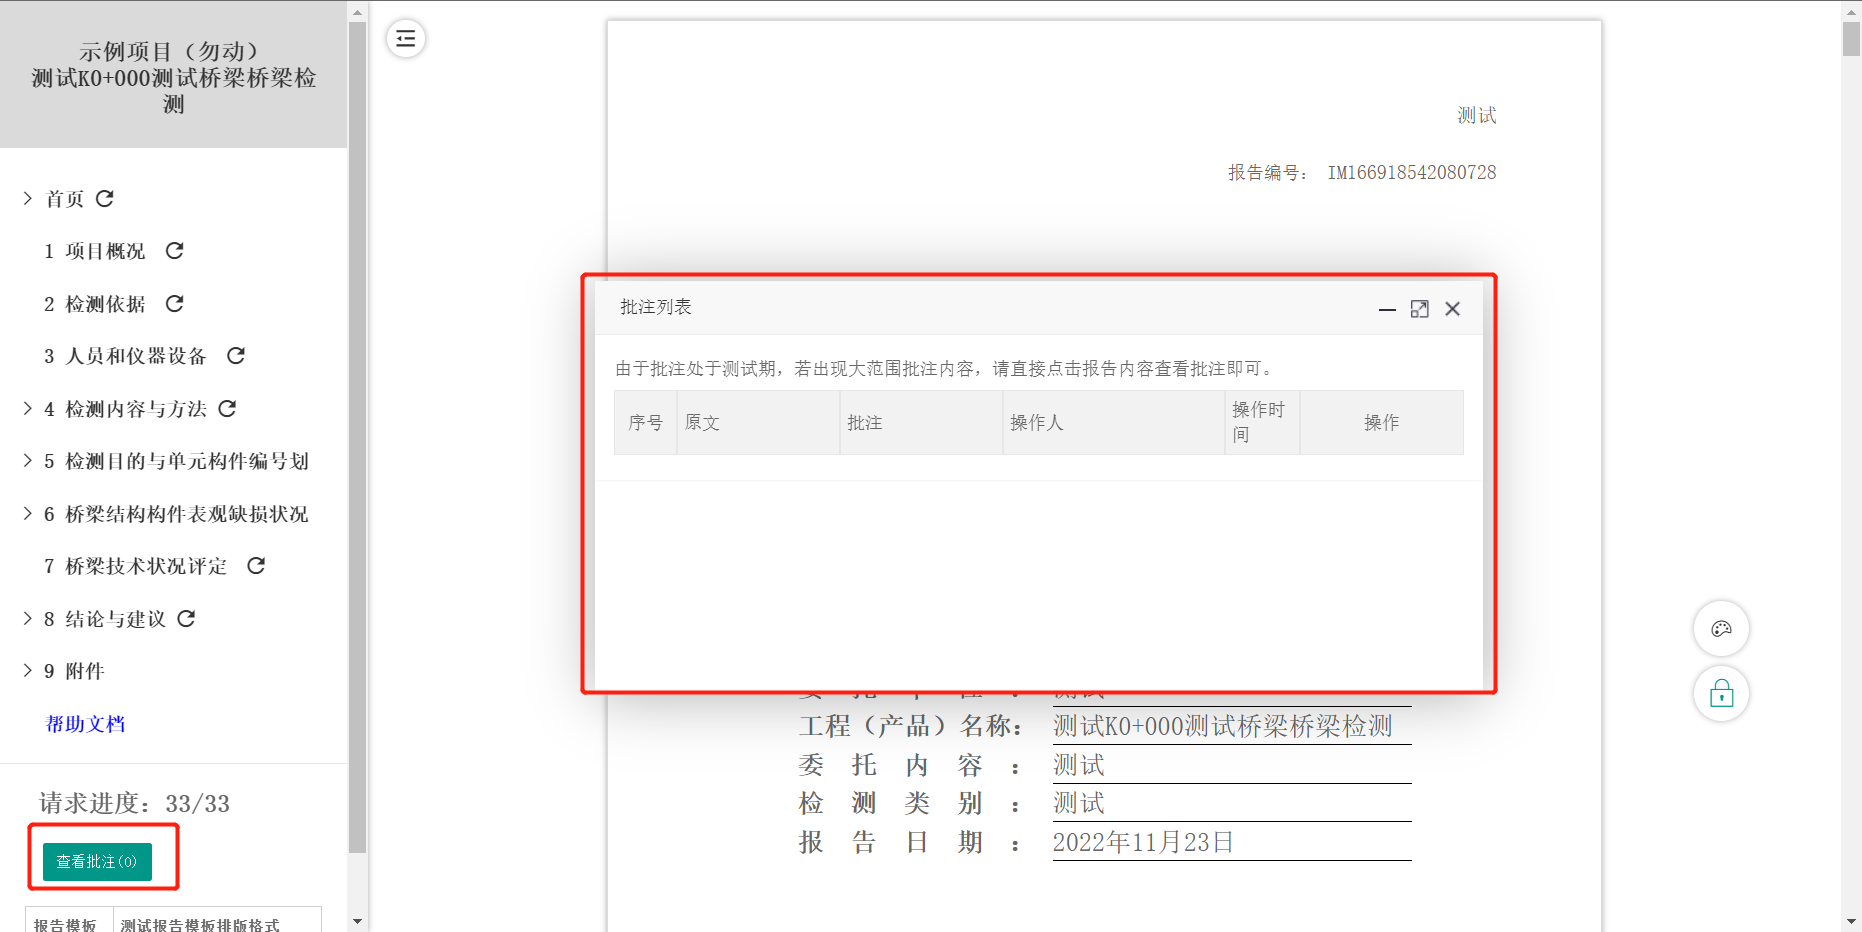 示例项目（勿动）
测试K0+000测试桥梁桥梁检
测
首页
1 项目概况
2 检测依据
3 人员和仪器设备
4 检测内容与方法
5 检测目的与单元构件编号划
6 桥梁结构构件表观缺损状况
7 桥梁技术状况评定
8 结论与建议
9 附件
帮助文档
请求进度：33/33
查看批注(0)
报告模板 测试报告模板排版格式
测试
报告编号： IM166918542080728
批注列表
由于批注处于测试期，若出现大范围批注内容，请直接点击报告内容查看批注即可。
序号 原文 批注 操作人 操作时间 操作
工程（产品）名称： 测试K0+000测试桥梁桥梁检测
委托内容： 测试
检测类别： 测试
报告日期： 2022年11月23日